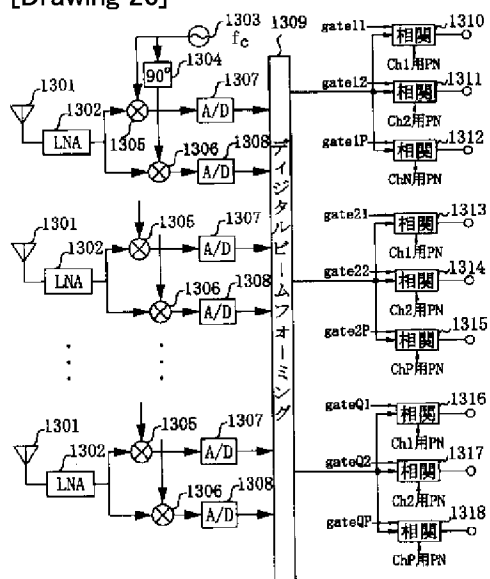 [Drawing 20]
1303
fc
1309
90°
1304
1301
1302
LNA
1305
1307
A/D
1306
1308
A/D
1301
1302
LNA
1305
1307
A/D
1306
1308
A/D
1301
1302
LNA
1305
1307
A/D
1306
1308
A/D
ディジタルビームフォーミング
gate11
相関
1310
Ch1用PN
gate12
相関
1311
Ch2用PN
gate1P
相関
1312
ChN用PN
gate21
相関
1313
Ch1用PN
gate22
相関
1314
Ch2用PN
gate2P
相関
1315
ChP用PN
gateQ1
相関
1316
Ch1用PN
gateQ2
相関
1317
Ch2用PN
gateQP
相関
1318
ChP用PN